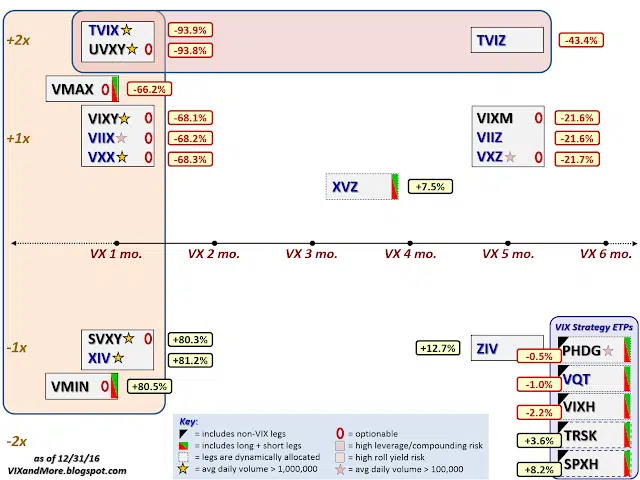 +2x
TVIX -93.9%
UVXY 0 -93.8%
TVIZ -43.4%
VMAX 0 -66.2%
+1x
VIXY 0 -68.1%
VIIX -68.2%
VXX 0 -68.3%
VIXM 0 -21.6%
VIIZ -21.6%
VXZ 0 -21.7%
XVZ +7.5%
VX 1 mo. VX 2 mo. VX 3 mo. VX 4 mo. VX 5 mo. VX 6 mo.
-1x
SVXY 0 +80.3%
XIV +81.2%
VMIN 0 +80.5%
+12.7% ZIV
VIX Strategy ETPs
-0.5% PHDG
-1.0% VQT
-2.2% VIXH
+3.6% TRSK
+8.2% SPXH
-2x
as of 12/31/16
VIXandMore.blogspot.com
Key:
= includes non-VIX legs
= includes long + short legs
= legs are dynamically allocated
= avg daily volume > 1,000,000
0 = optionable
= high leverage/compounding risk
= high roll yield risk
= avg daily volume > 100,000